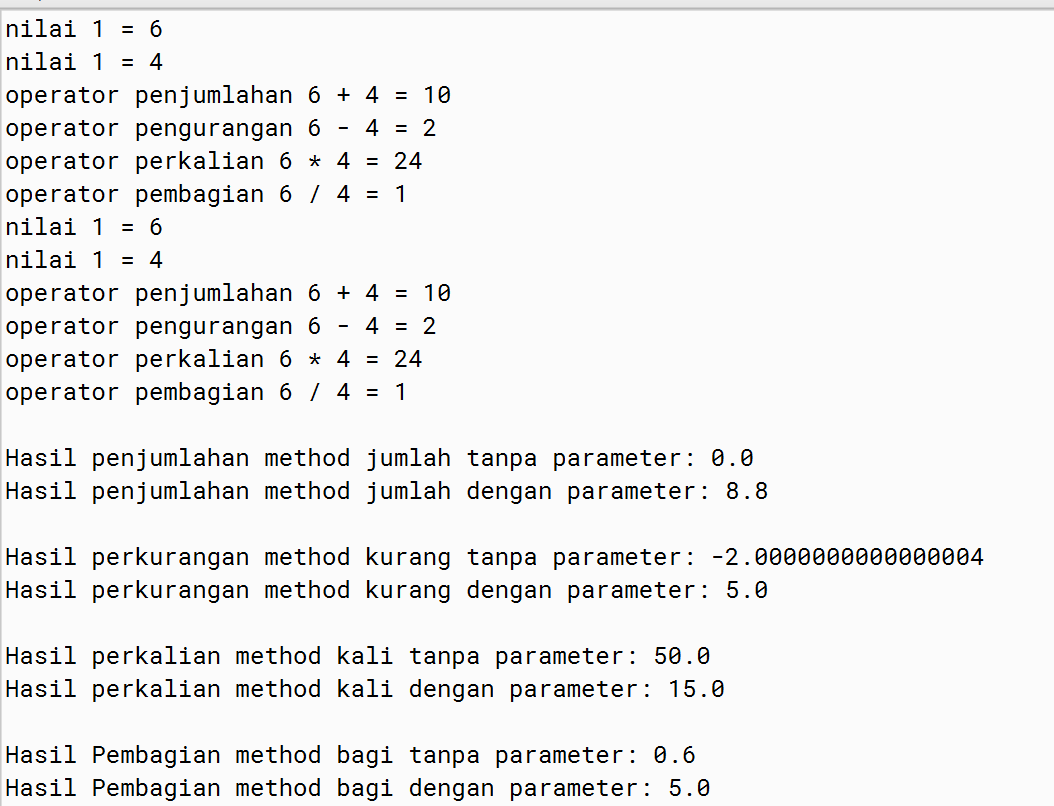 nilai 1 = 6
nilai 1 = 4
operator penjumlahan 6 + 4 = 10
operator pengurangan 6 - 4 = 2
operator perkalian 6 * 4 = 24
operator pembagian 6 / 4 = 1
nilai 1 = 6
nilai 1 = 4
operator penjumlahan 6 + 4 = 10
operator pengurangan 6 - 4 = 2
operator perkalian 6 * 4 = 24
operator pembagian 6 / 4 = 1
Hasil penjumlahan method jumlah tanpa parameter: 0.0
Hasil penjumlahan method jumlah dengan parameter: 8.8
Hasil perkurangan method kurang tanpa parameter: -2.0000000000000004
Hasil perkurangan method kurang dengan parameter: 5.0
Hasil perkalian method kali tanpa parameter: 50.0
Hasil perkalian method kali dengan parameter: 15.0
Hasil Pembagian method bagi tanpa parameter: 0.6
Hasil Pembagian method bagi dengan parameter: 5.0